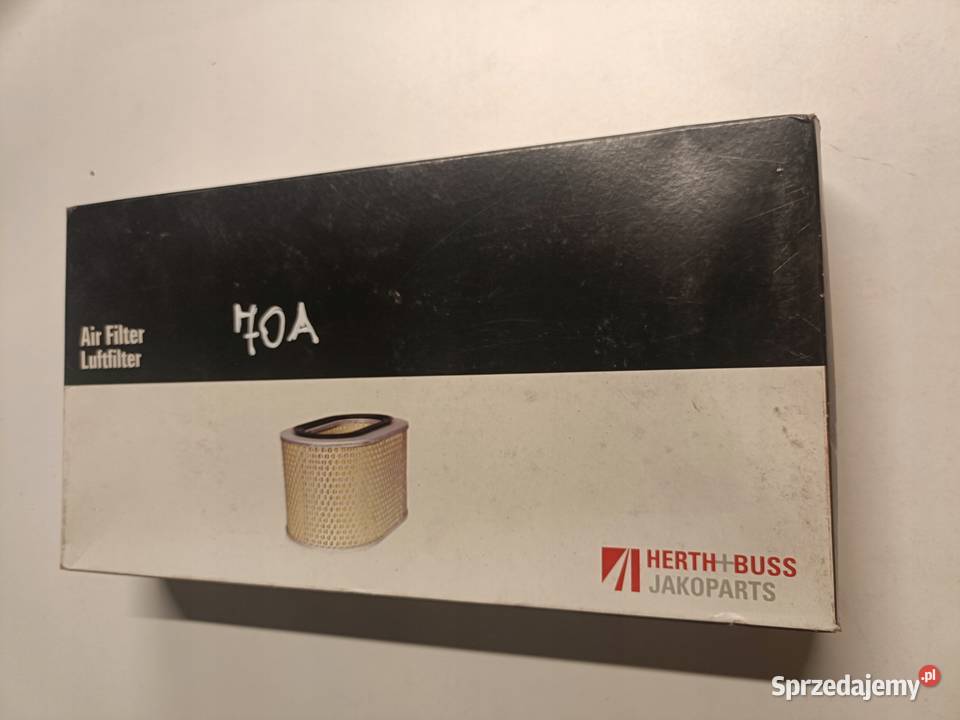 70A
Air Filter
Luftfilter
HERTH+BUSS
JAKOPARTS
Sprzedajemy.pl